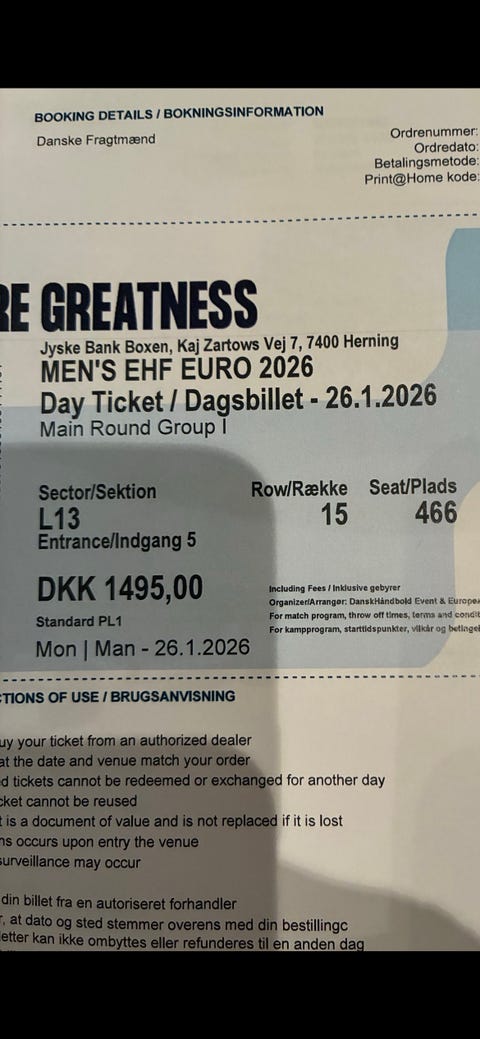 BOOKING DETAILS / BOKNINGSINFORMATION
Danske Fragtmænd
Ordrenummer:
Ordredato:
Betalingsmetode:
Print@Home kode:
RE GREATNESS
Jyske Bank Boxen, Kaj Zartows Vej 7, 7400 Herning
MEN'S EHF EURO 2026
Day Ticket / Dagsbillet - 26.1.2026
Main Round Group I
Sector/Sektion Row/Række Seat/Plads
L13 15 466
Entrance/Indgang 5
DKK 1495,00
Standard PL1
Mon | Man - 26.1.2026
Including Fees / Inklusive gebyrer
Organizer/Arrangør: DanskHåndbold Event & Europea
For match program, throw off times, terms and condit
For kampprogram, starttidspunkter, vilkår og betingel
CTIONS OF USE / BRUGSANVISNING
uy your ticket from an authorized dealer
at the date and venue match your order
d tickets cannot be redeemed or exchanged for another day
cket cannot be reused
t is a document of value and is not replaced if it is lost
ns occurs upon entry the venue
surveillance may occur
din billet fra en autoriseret forhandler
r, at dato og sted stemmer overens med din bestillingc
letter kan ikke ombyttes eller refunderes til en anden dag